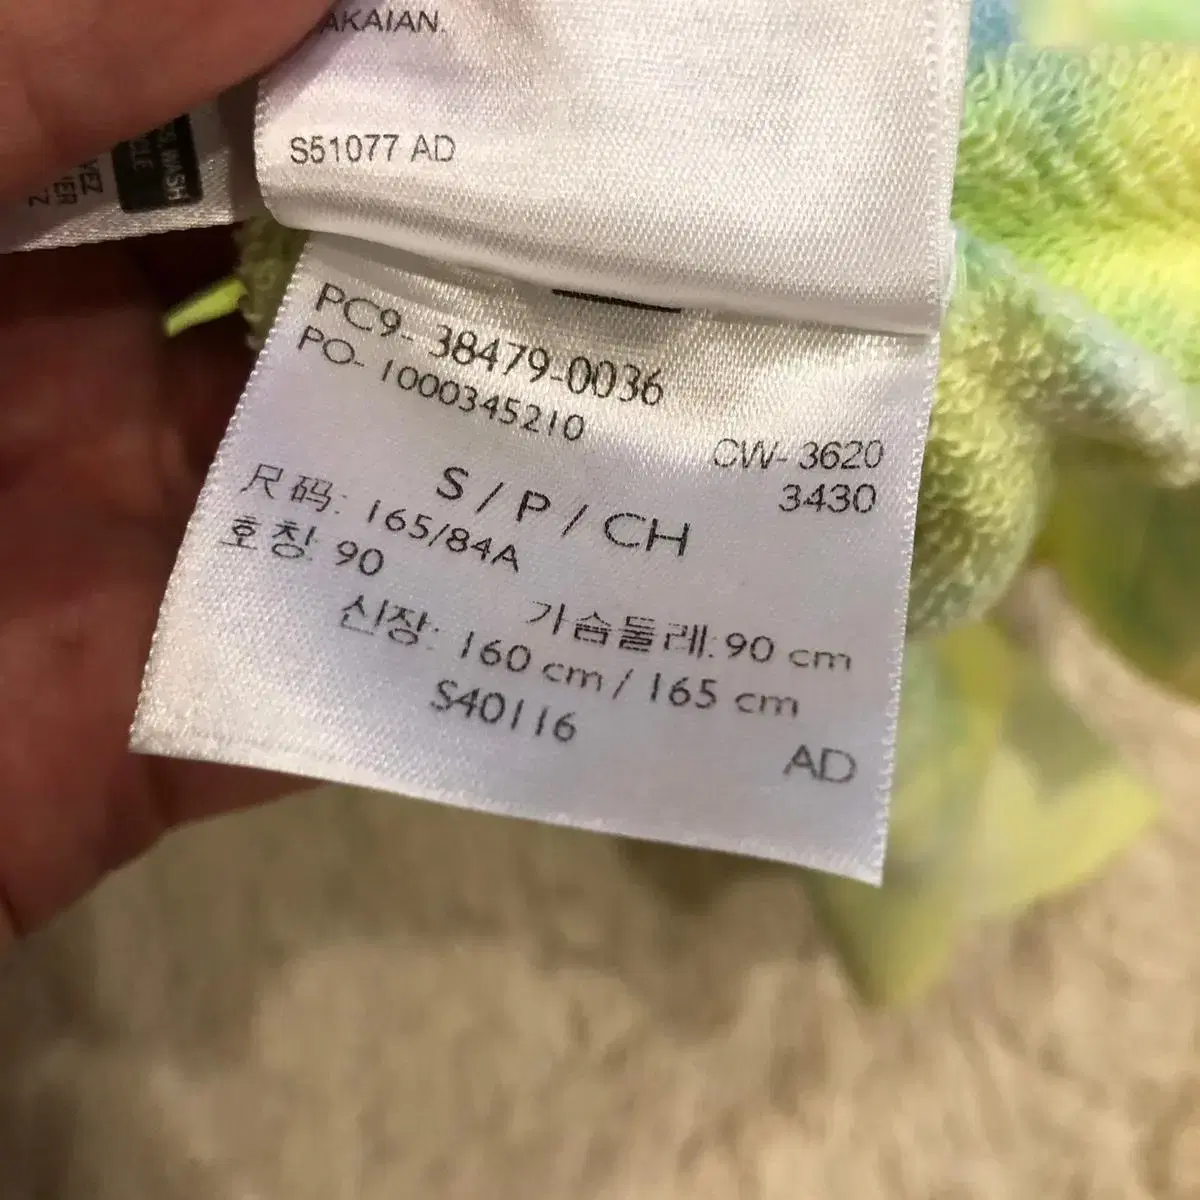 AKAIAN.
S51077 AD
WASH
PC9- 38479-0036
PO- 1000345210
CW- 3620
3430
S / P / CH
尺码: 165/84A
호칭: 90
가슴둘레: 90 cm
신장: 160 cm / 165 cm
S40116
AD